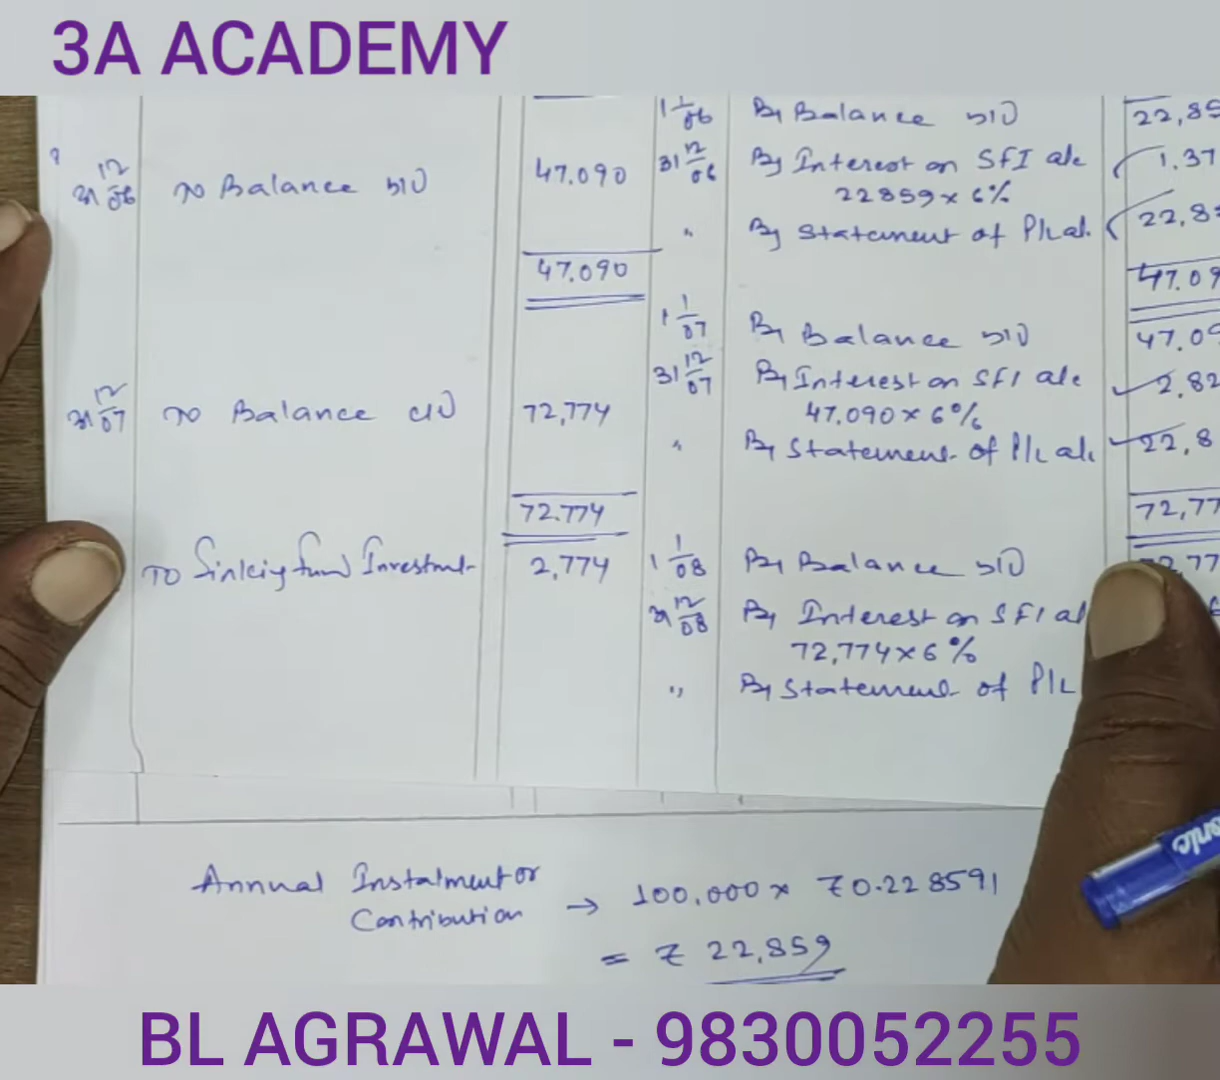 3A ACADEMY
1 1/06 By Balance b/D 22,85
31 12/06 To Balance b/D 47.090 31 12/06 By Interest on SFI a/c 1.37
22859 x 6%
" By Statement of P/L a/c. 22,8
47.090 47.09
1 1/07 By Balance b/D 47.09
31 12/07 By Interest on SFI a/c 2.82
31 12/07 To Balance c/D 72,774 47.090 x 6%
" By Statement of P/L a/c 22,8
72.774 72,77
To Sinking fund Investment 2,774 1 1/08 By Balance b/D 2,77
31 12/08 By Interest on SFI a/
72,774 x 6%
" By Statement of P/L
Annual Instalment or
Contribution → 100,000 x ₹0.228591
= ₹ 22,859
BL AGRAWAL - 9830052255